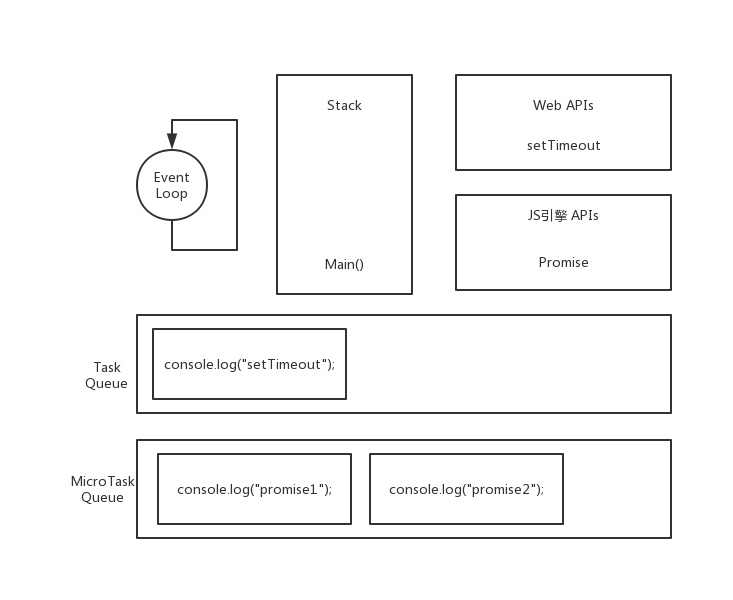 Stack
Web APIs
setTimeout
Event
Loop
JS引擎 APIs
Main()
Promise
Task
Queue
console.log("setTimeout");
MicroTask
Queue
console.log("promise1");
console.log("promise2");